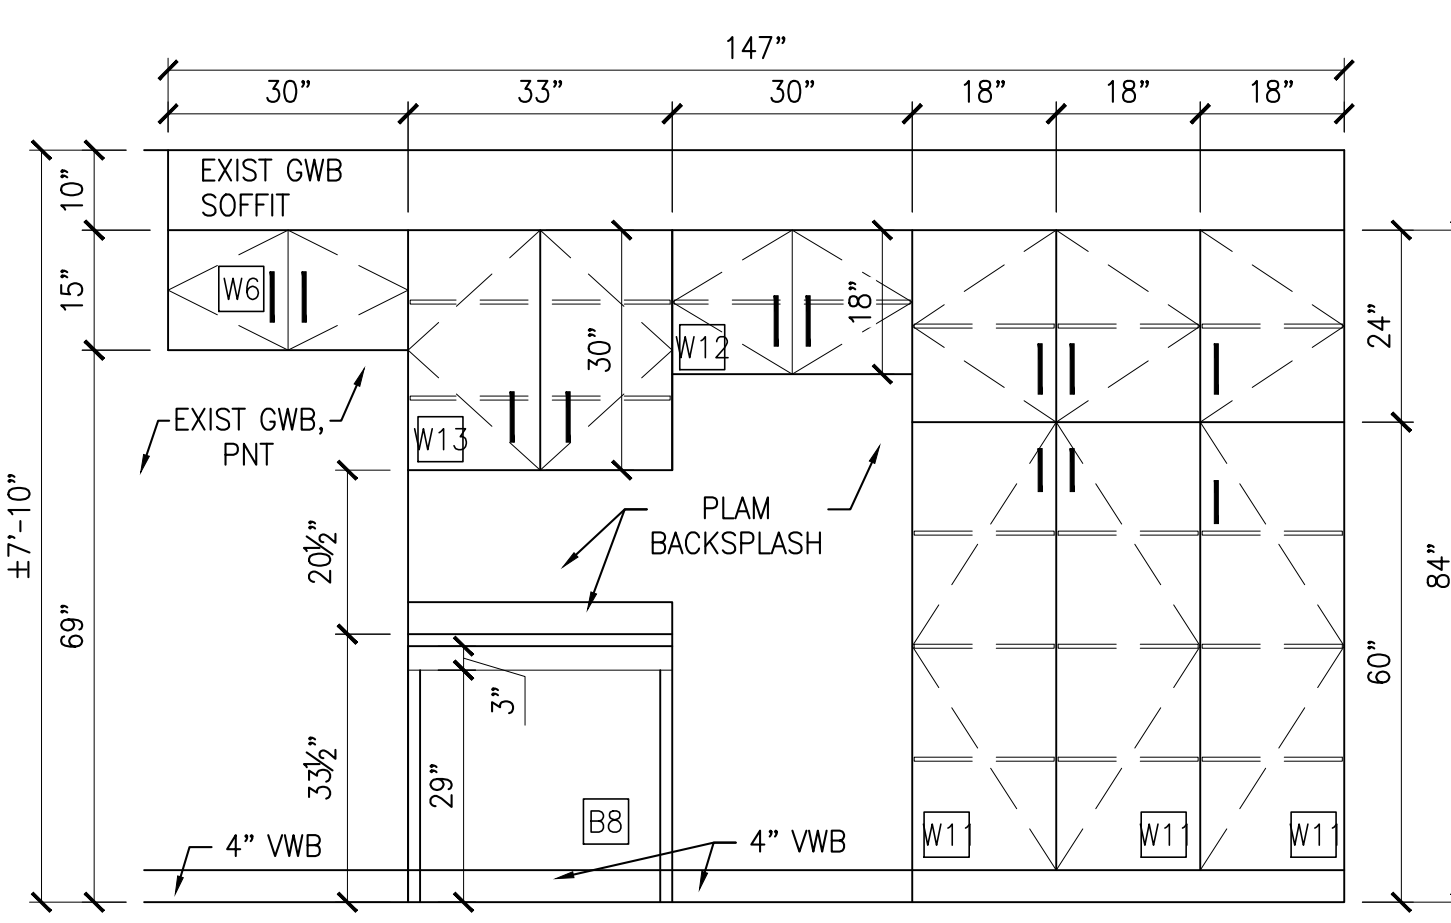 147”
30”
33”
30”
18”
18”
18”
EXIST GWB
SOFFIT
10”
15”
W6
30”
18”
W12
24”
W13
EXIST GWB,
PNT
±7’-10”
PLAM
BACKSPLASH
20½”
84”
69”
60”
3”
33½”
29”
B8
W11
W11
W11
4” VWB
4” VWB